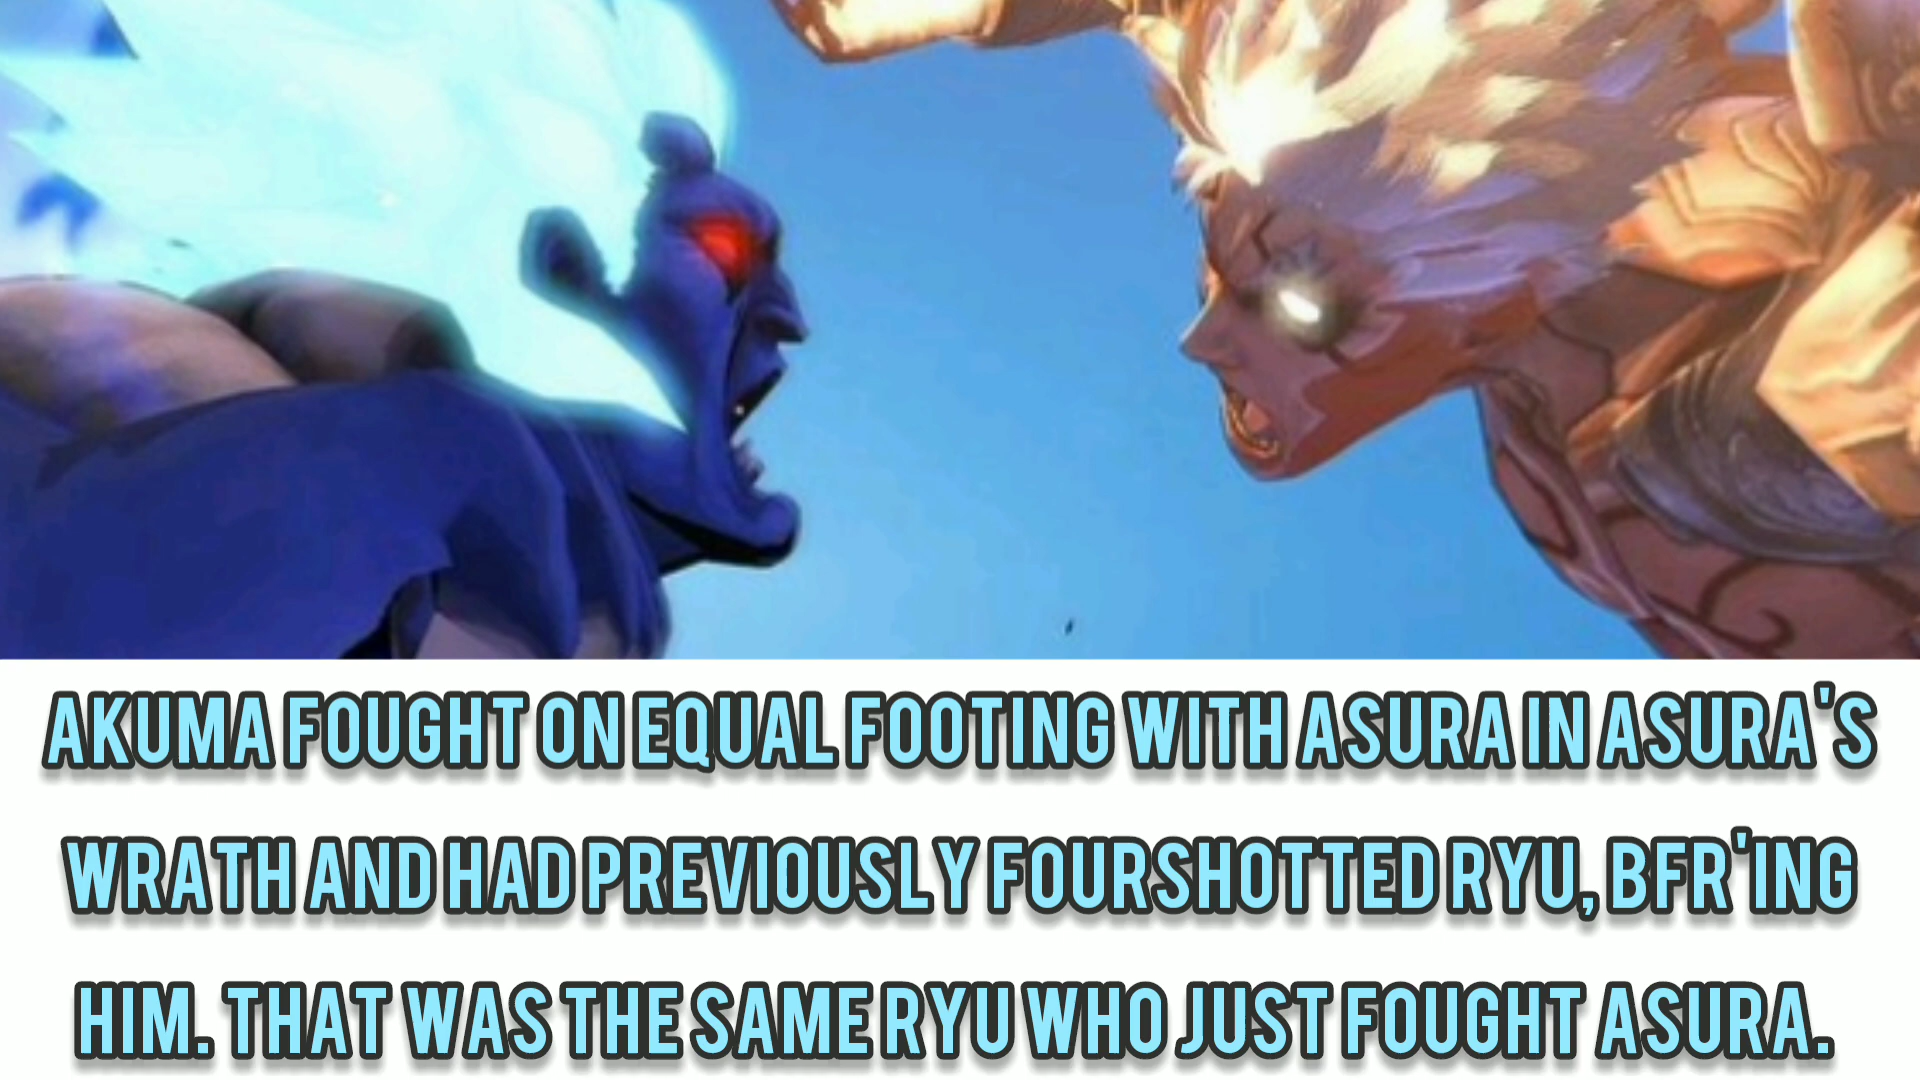 AKUMA FOUGHT ON EQUAL FOOTING WITH ASURA IN ASURA'S
WRATH AND HAD PREVIOUSLY FOURSHOTTED RYU, BFR'ING
HIM. THAT WAS THE SAME RYU WHO JUST FOUGHT ASURA.